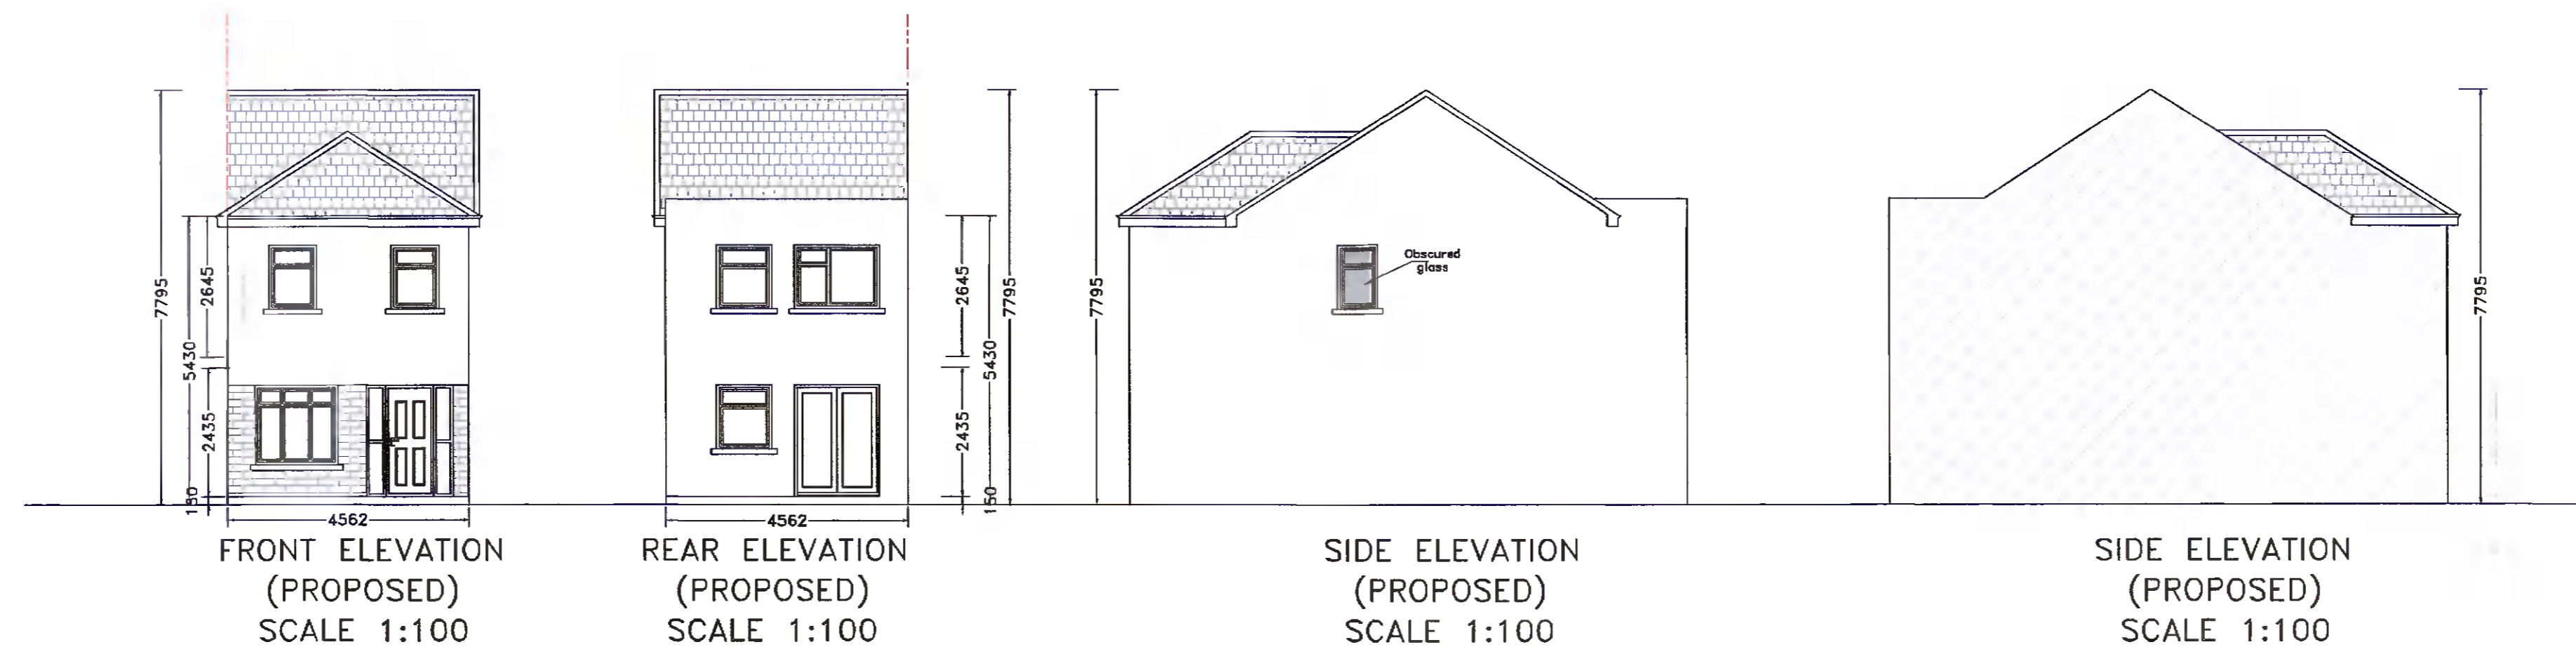 7795
5430
2645
2435
150
4562
FRONT ELEVATION
(PROPOSED)
SCALE 1:100
2645
2435
5430
150
7795
4562
REAR ELEVATION
(PROPOSED)
SCALE 1:100
7795
Obscured
glass
SIDE ELEVATION
(PROPOSED)
SCALE 1:100
7795
SIDE ELEVATION
(PROPOSED)
SCALE 1:100